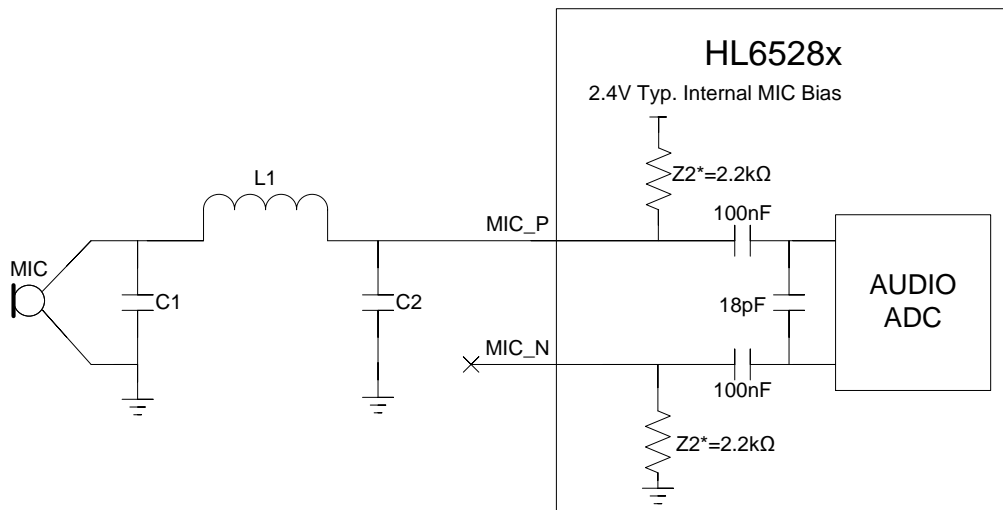 HL6528x
2.4V Typ. Internal MIC Bias
Z2*=2.2kΩ
L1
100nF
MIC_P
MIC
C1
C2
18pF
AUDIO
ADC
MIC_N
100nF
Z2*=2.2kΩ